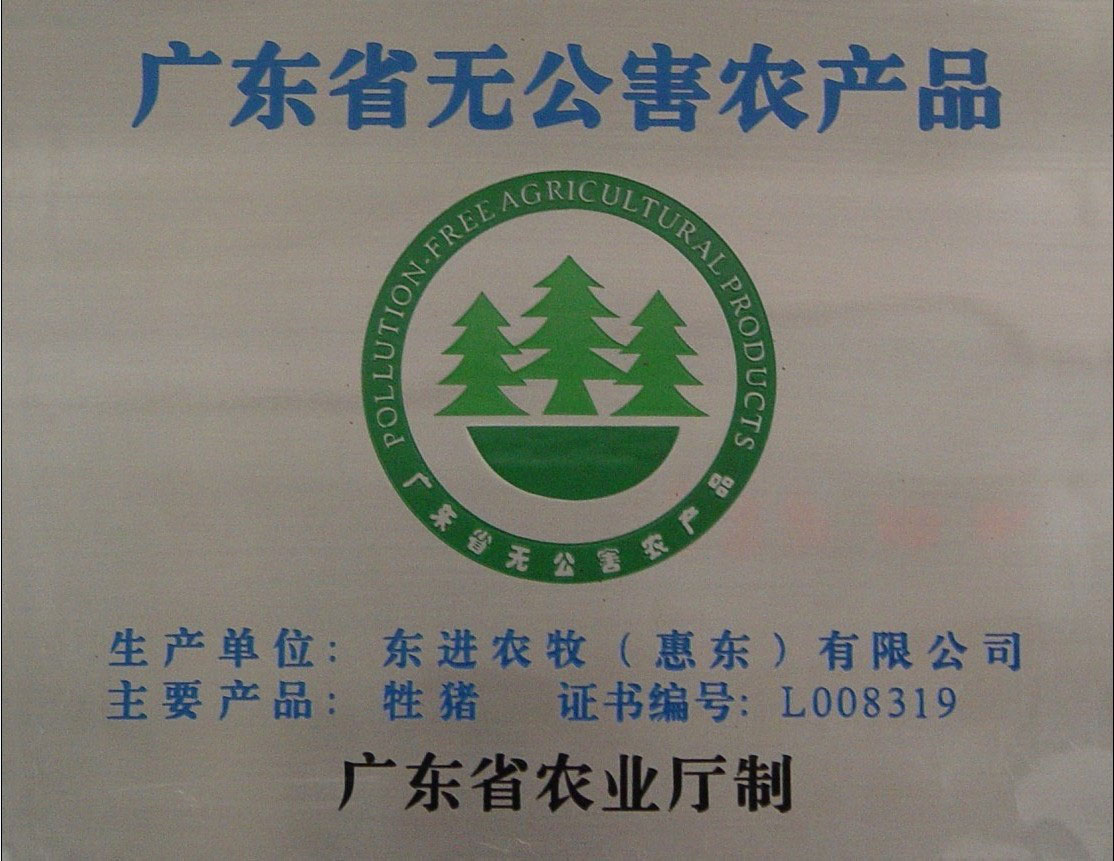 广东省无公害农产品
POLLUTION-FREE AGRICULTURAL PRODUCTS
广东省无公害农产品
生产单位：东进农牧（惠东）有限公司
主要产品：牲猪 证书编号：L008319
广东省农业厅制